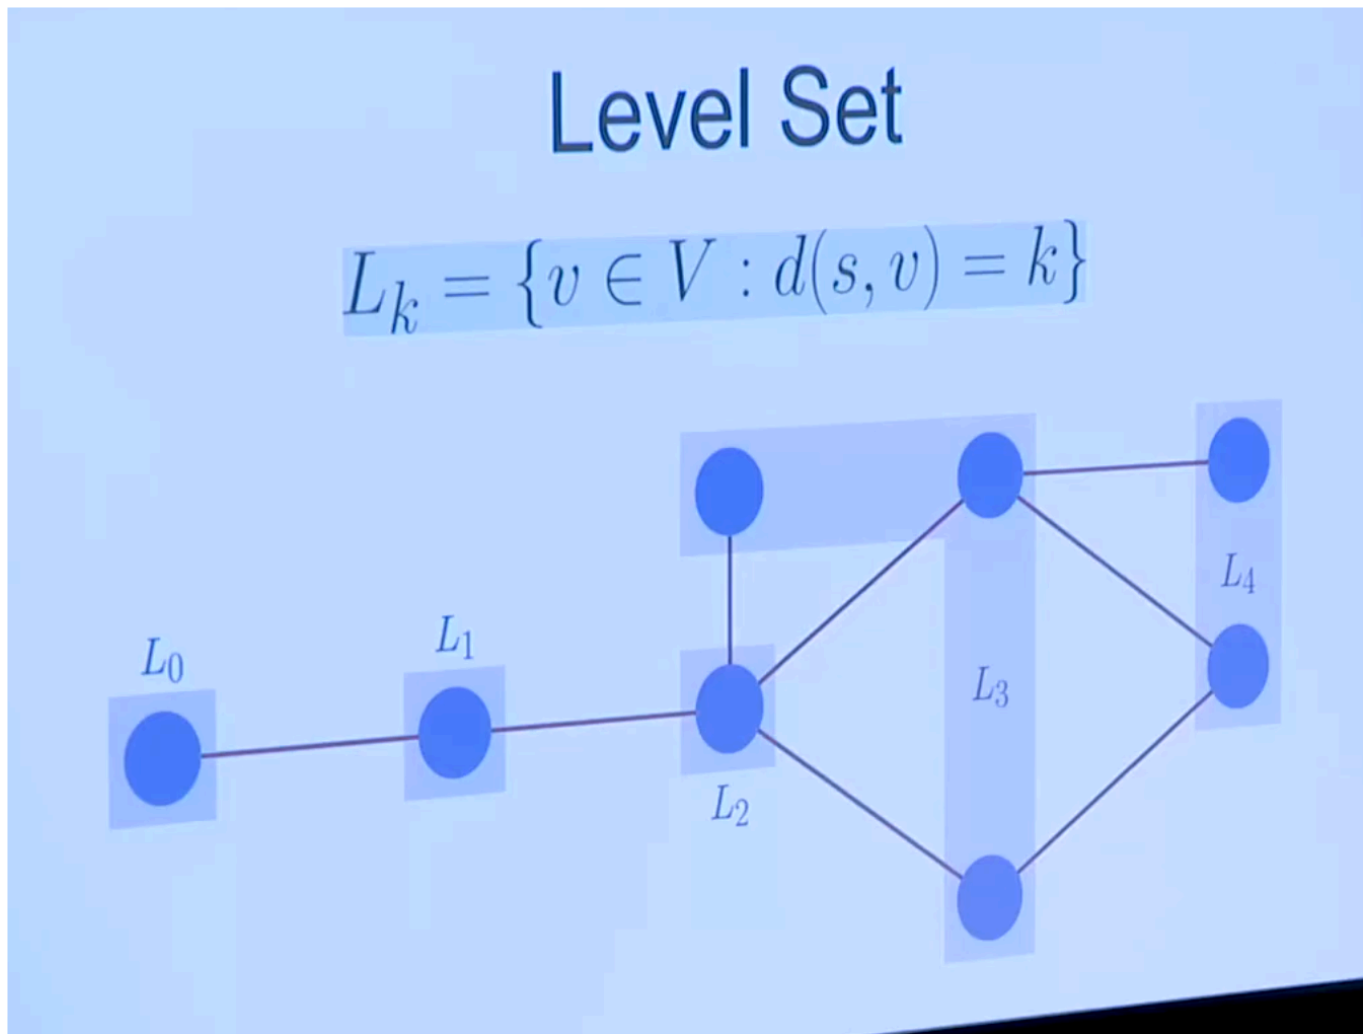 Level Set
L_k = {v ∈ V : d(s, v) = k}
L_0
L_1
L_2
L_3
L_4